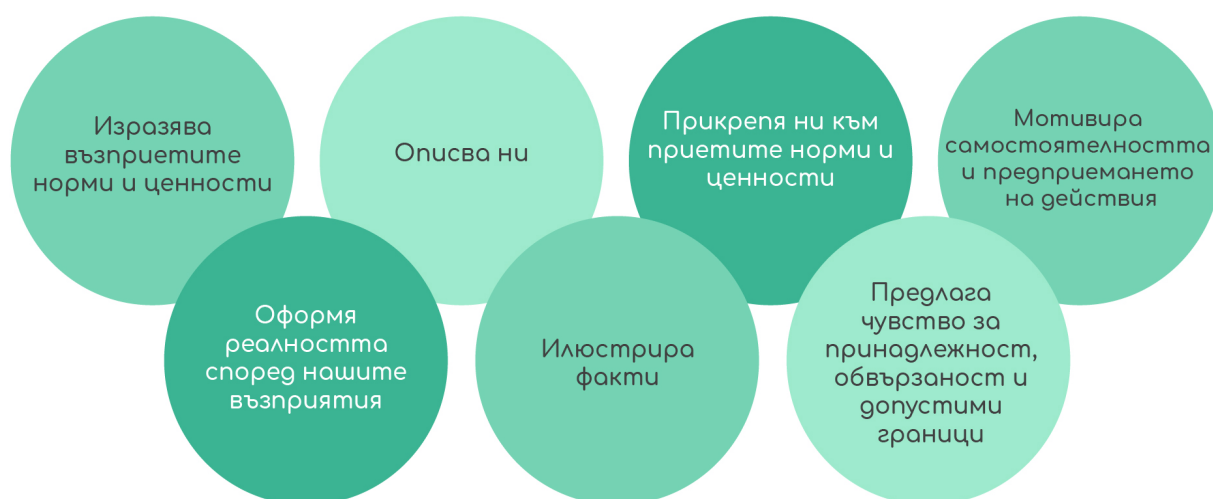 Изразява
възприетите
норми и ценности
Описва ни
Прикрепя ни към
приетите норми и
ценности
Мотивира
самостоятелността
и предприемането
на действия
Оформя
реалността
според нашите
възприятия
Илюстрира
факти
Предлага
чувство за
принадлежност,
обвързаност и
допустими
граници